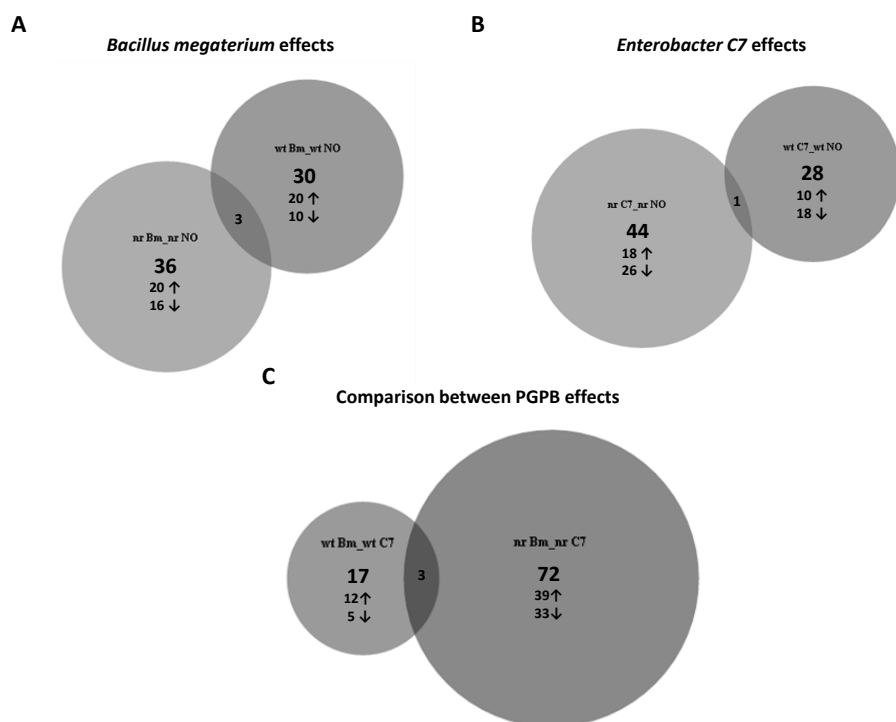 A
Bacillus megaterium effects
wt Bm_wt NO
30
20 ↑
10 ↓
3
nr Bm_nr NO
36
20 ↑
16 ↓
B
Enterobacter C7 effects
wt C7_wt NO
28
10 ↑
18 ↓
1
nr C7_nr NO
44
18 ↑
26 ↓
C
Comparison between PGPB effects
wt Bm_wt C7
17
12↑
5 ↓
3
nr Bm_nr C7
72
39↑
33↓